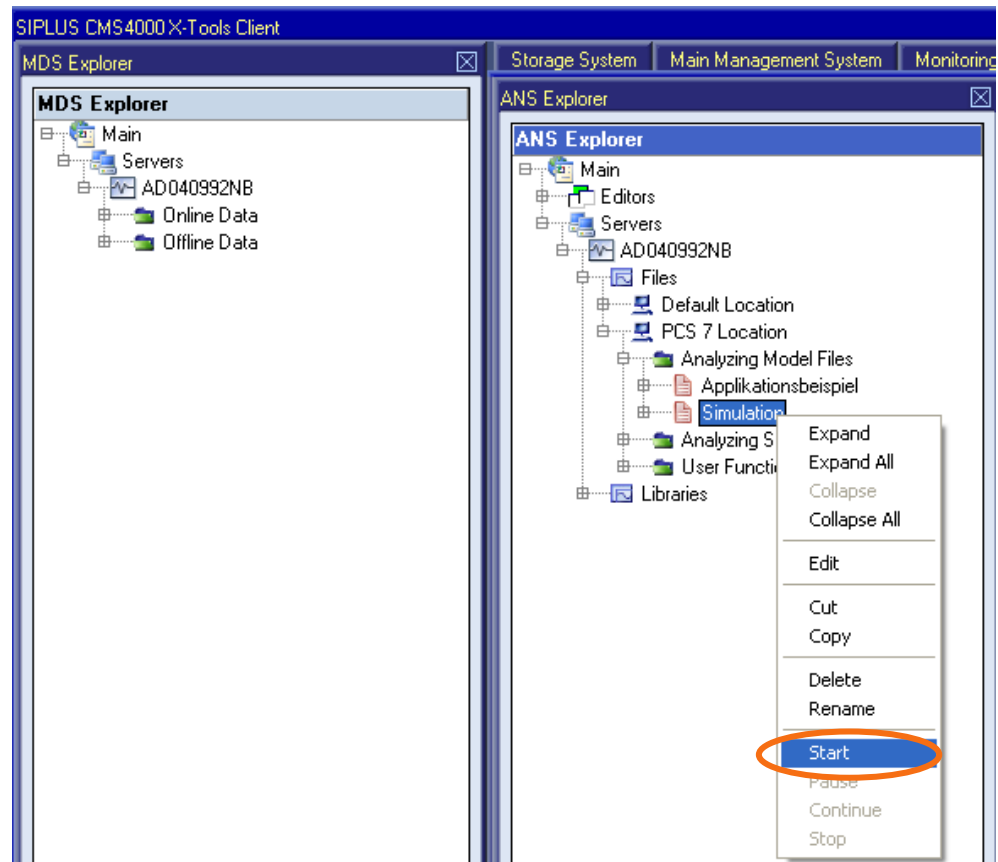 SIPLUS CMS4000 X-Tools Client
MDS Explorer
MDS Explorer
Main
Servers
AD040992NB
Online Data
Offline Data
Storage System
Main Management System
Monitoring
ANS Explorer
ANS Explorer
Main
Editors
Servers
AD040992NB
Files
Default Location
PCS 7 Location
Analyzing Model Files
Applikationsbeispiel
Simulation
Analyzing S
User Functi
Libraries
Expand
Expand All
Collapse
Collapse All
Edit
Cut
Copy
Delete
Rename
Start
Pause
Continue
Stop